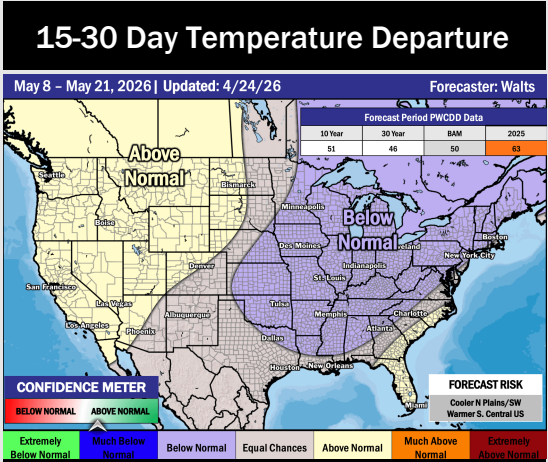 15-30 Day Temperature Departure
May 8 – May 21, 2026| Updated: 4/24/26
Forecaster: Walts
Forecast Period PWCDD Data
10 Year 30 Year BAM 2025
51 46 50 63
Above
Normal
Seattle
Bismarck
Minneapolis
Below
Normal
Boise
Boston
Des Moines
eveland
New York City
Denver
Indianapolis
San Francisco
St. Louis
Las Vegas
Tulsa
Albuquerque
Memphis
Charlotte
Los Angeles
Phoenix
Atlanta
Dallas
Houston
New Orleans
Miami
CONFIDENCE METER
BELOW NORMAL
ABOVE NORMAL
FORECAST RISK
Cooler N Plains/SW
Warmer S. Central US
Extremely
Below Normal
Much Below
Normal
Below Normal
Equal Chances
Above Normal
Much Above
Normal
Extremely
Above Normal